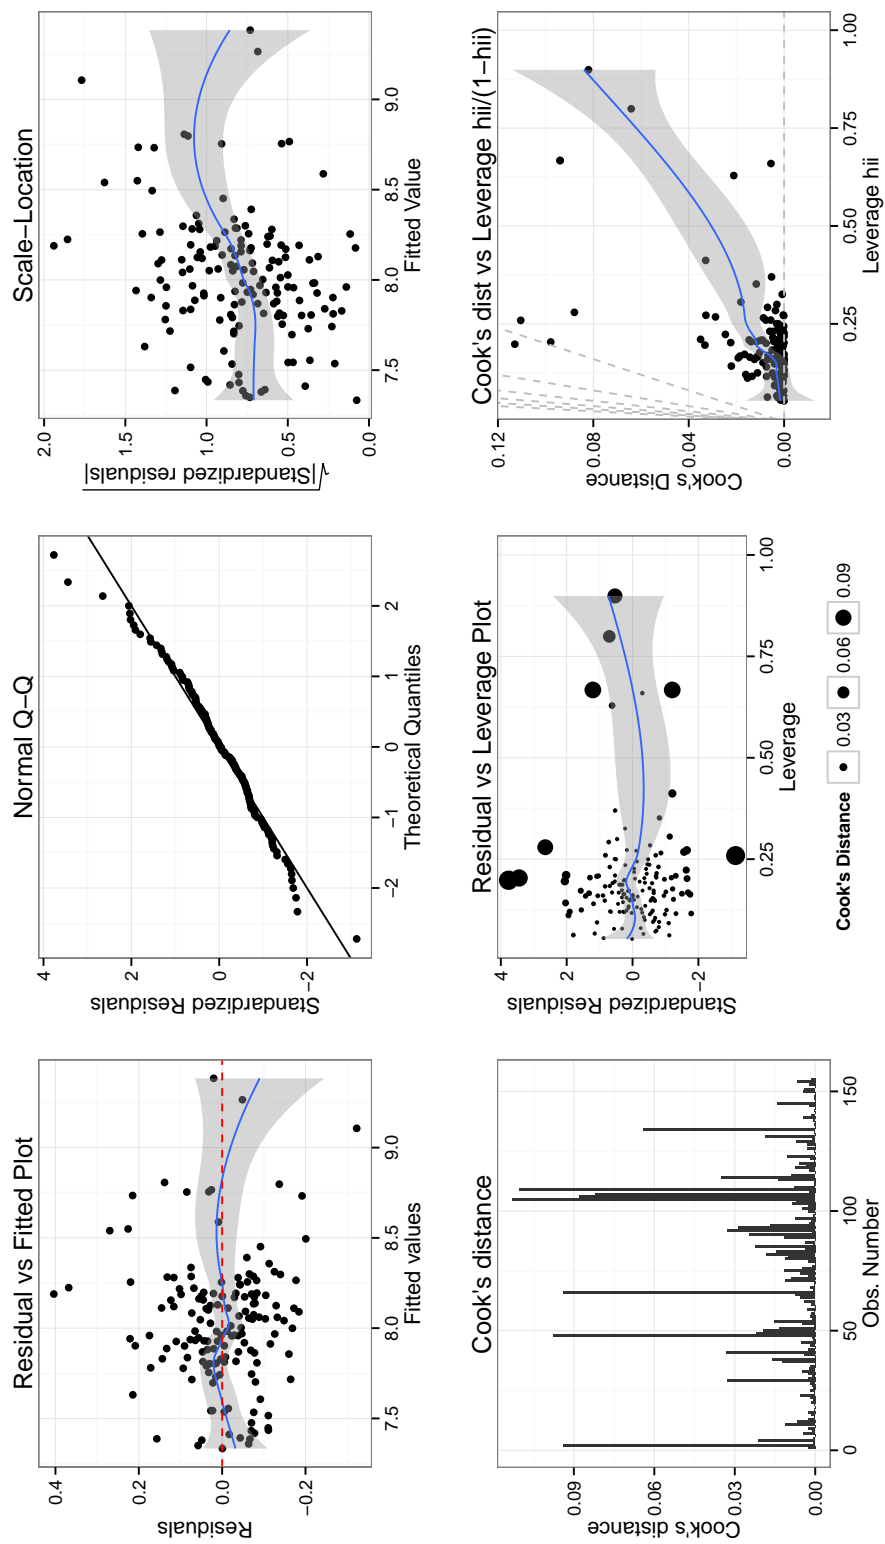 Residual vs Fitted Plot
0.4
0.2
0.0
−0.2
Residuals
7.5 8.0 8.5 9.0
Fitted values
Normal Q−Q
4
2
0
−2
Standardized Residuals
−2 −1 0 1 2
Theoretical Quantiles
Scale−Location
2.0
1.5
1.0
0.5
0.0
√|Standardized residuals|
7.5 8.0 8.5 9.0
Fitted Value
Cook's distance
0.09
0.06
0.03
0.00
Cook's distance
0 50 100 150
Obs. Number
Residual vs Leverage Plot
4
2
0
−2
Standardized Residuals
0.25 0.50 0.75 1.00
Leverage
Cook's Distance 0.03 0.06 0.09
Cook's dist vs Leverage hii/(1−hii)
0.12
0.08
0.04
0.00
Cook's Distance
0.25 0.50 0.75 1.00
Leverage hii